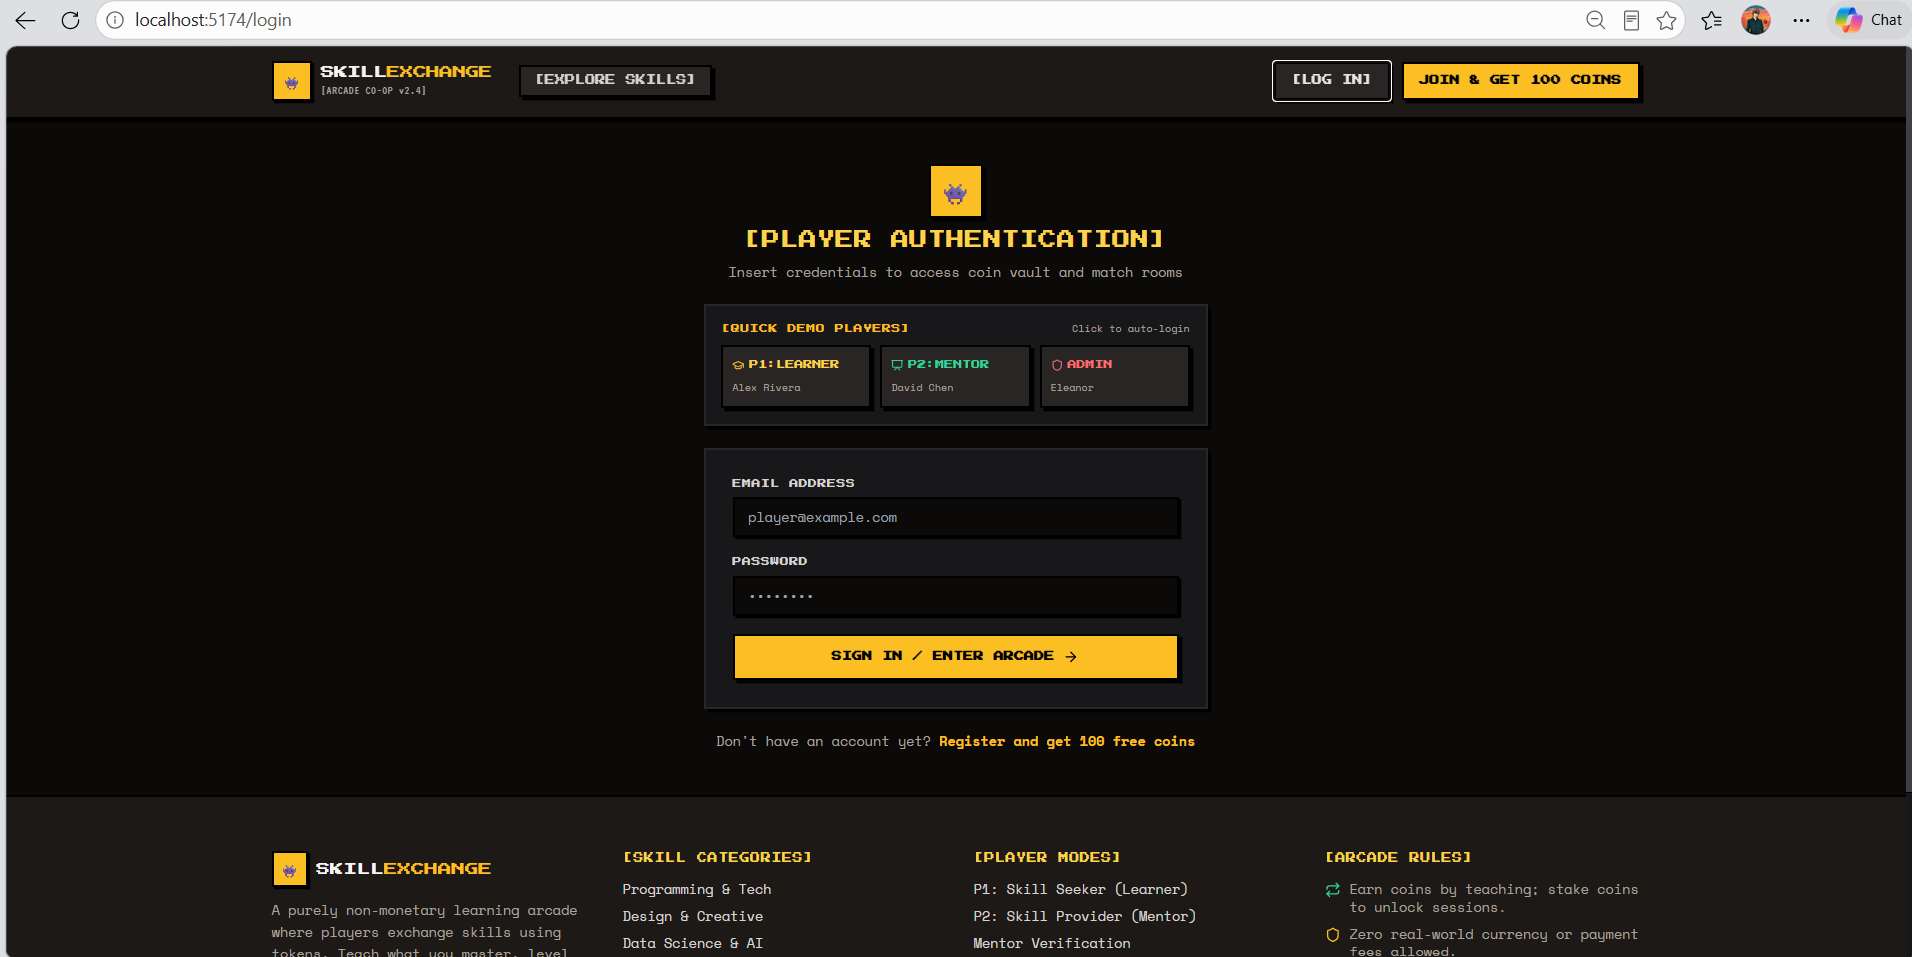 localhost:5174/login
Chat
SKILLEXCHANGE
[ARCADE CO-OP v2.4]
[EXPLORE SKILLS]
[LOG IN]
JOIN & GET 100 COINS
[PLAYER AUTHENTICATION]
Insert credentials to access coin vault and match rooms
[QUICK DEMO PLAYERS]
Click to auto-login
P1:LEARNER
Alex Rivera
P2:MENTOR
David Chen
ADMIN
Eleanor
EMAIL ADDRESS
player@example.com
PASSWORD
••••••••
SIGN IN / ENTER ARCADE →
Don't have an account yet? Register and get 100 free coins
SKILLEXCHANGE
A purely non-monetary learning arcade
where players exchange skills using
tokens. Teach what you master, level
[SKILL CATEGORIES]
Programming & Tech
Design & Creative
Data Science & AI
[PLAYER MODES]
P1: Skill Seeker (Learner)
P2: Skill Provider (Mentor)
Mentor Verification
[ARCADE RULES]
Earn coins by teaching; stake coins
to unlock sessions.
Zero real-world currency or payment
fees allowed.